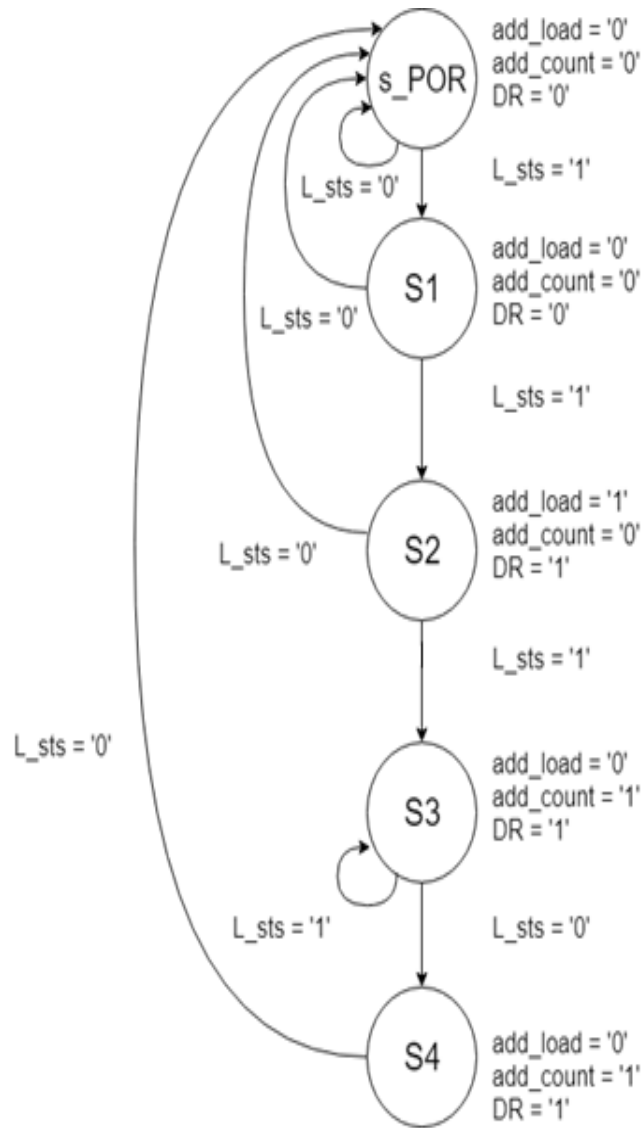 s_POR
add_load = '0'
add_count = '0'
DR = '0'
L_sts = '0'
L_sts = '1'
S1
add_load = '0'
add_count = '0'
DR = '0'
L_sts = '0'
L_sts = '1'
S2
add_load = '1'
add_count = '0'
DR = '1'
L_sts = '0'
L_sts = '1'
L_sts = '0'
S3
add_load = '0'
add_count = '1'
DR = '1'
L_sts = '1'
L_sts = '0'
S4
add_load = '0'
add_count = '1'
DR = '1'